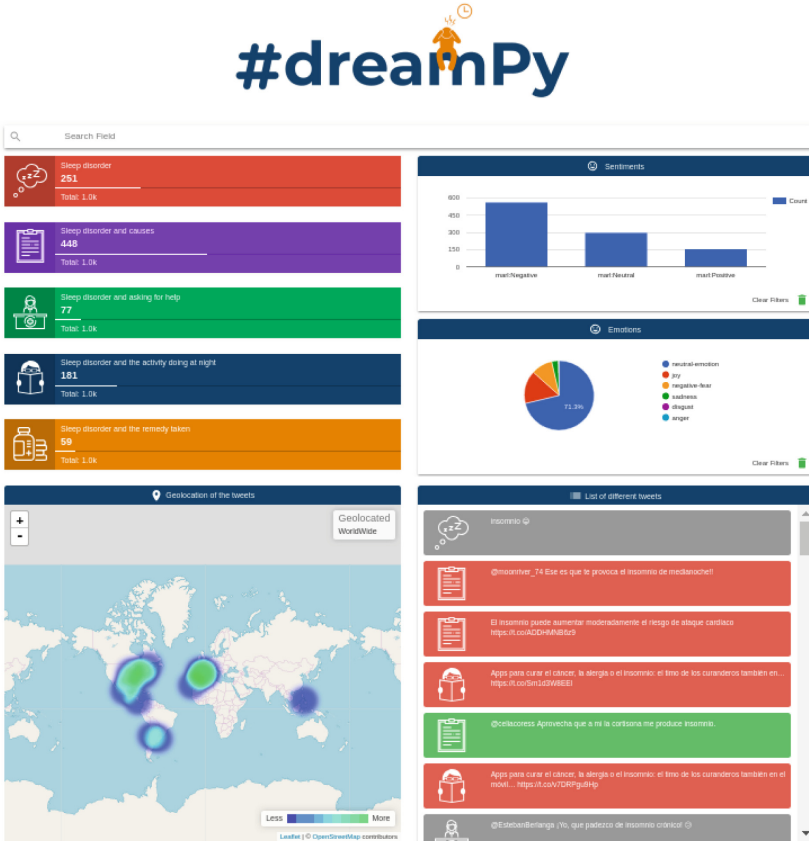 #dreamPy
Search Field
Sleep disorder
251
Total: 1.0k
Sleep disorder and causes
448
Total: 1.0k
Sleep disorder and asking for help
77
Total: 1.0k
Sleep disorder and the activity doing at night
181
Total: 1.0k
Sleep disorder and the remedy taken
59
Total: 1.0k
Sentiments
600
450
300
150
0
marl:Negative
marl:Neutral
marl:Positive
Count
Clear Filters
Emotions
71.3%
neutral-emotion
joy
negative-fear
sadness
disgust
anger
Clear Filters
Geolocation of the tweets
+
-
Geolocated
WorldWide
Less
More
Leaflet | © OpenStreetMap contributors
List of different tweets
Insomnio
@moonriver_74 Ese es que te provoca el insomnio de medianoche!!
El insomnio puede aumentar moderadamente el riesgo de ataque cardíaco
https://t.co/ADDHMNB8z9
Apps para curar el cáncer, la alergia o el insomnio: el timo de los curanderos también en...
https://t.co/Sm1d3W8EEI
@celiaccress Aprovecha que a mi la cortisona me produce insomnio.
Apps para curar el cáncer, la alergia o el insomnio: el timo de los curanderos también en el
móvil... https://t.co/v7DRPgu9Hp
@EstebanBerlanga ¡Yo, que padezco de insomnio crónico!